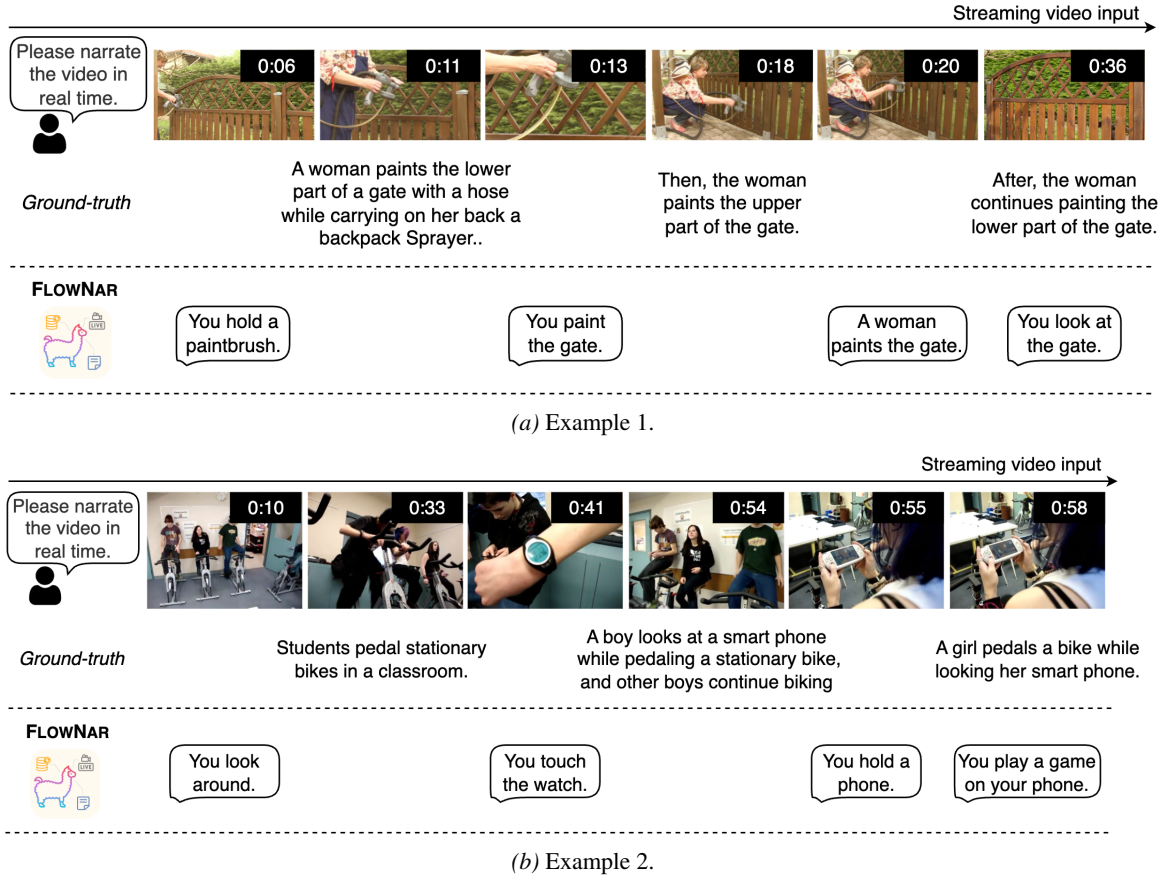 Streaming video input
Please narrate
the video in
real time.
0:06
0:11
0:13
0:18
0:20
0:36
Ground-truth
A woman paints the lower
part of a gate with a hose
while carrying on her back a
backpack Sprayer..
Then, the woman
paints the upper
part of the gate.
After, the woman
continues painting the
lower part of the gate.
FLOWNAR
LIVE
You hold a
paintbrush.
You paint
the gate.
A woman
paints the gate.
You look at
the gate.
(a) Example 1.
Streaming video input
Please narrate
the video in
real time.
0:10
0:33
0:41
0:54
0:55
0:58
Ground-truth
Students pedal stationary
bikes in a classroom.
A boy looks at a smart phone
while pedaling a stationary bike,
and other boys continue biking
A girl pedals a bike while
looking her smart phone.
FLOWNAR
LIVE
You look
around.
You touch
the watch.
You hold a
phone.
You play a game
on your phone.
(b) Example 2.